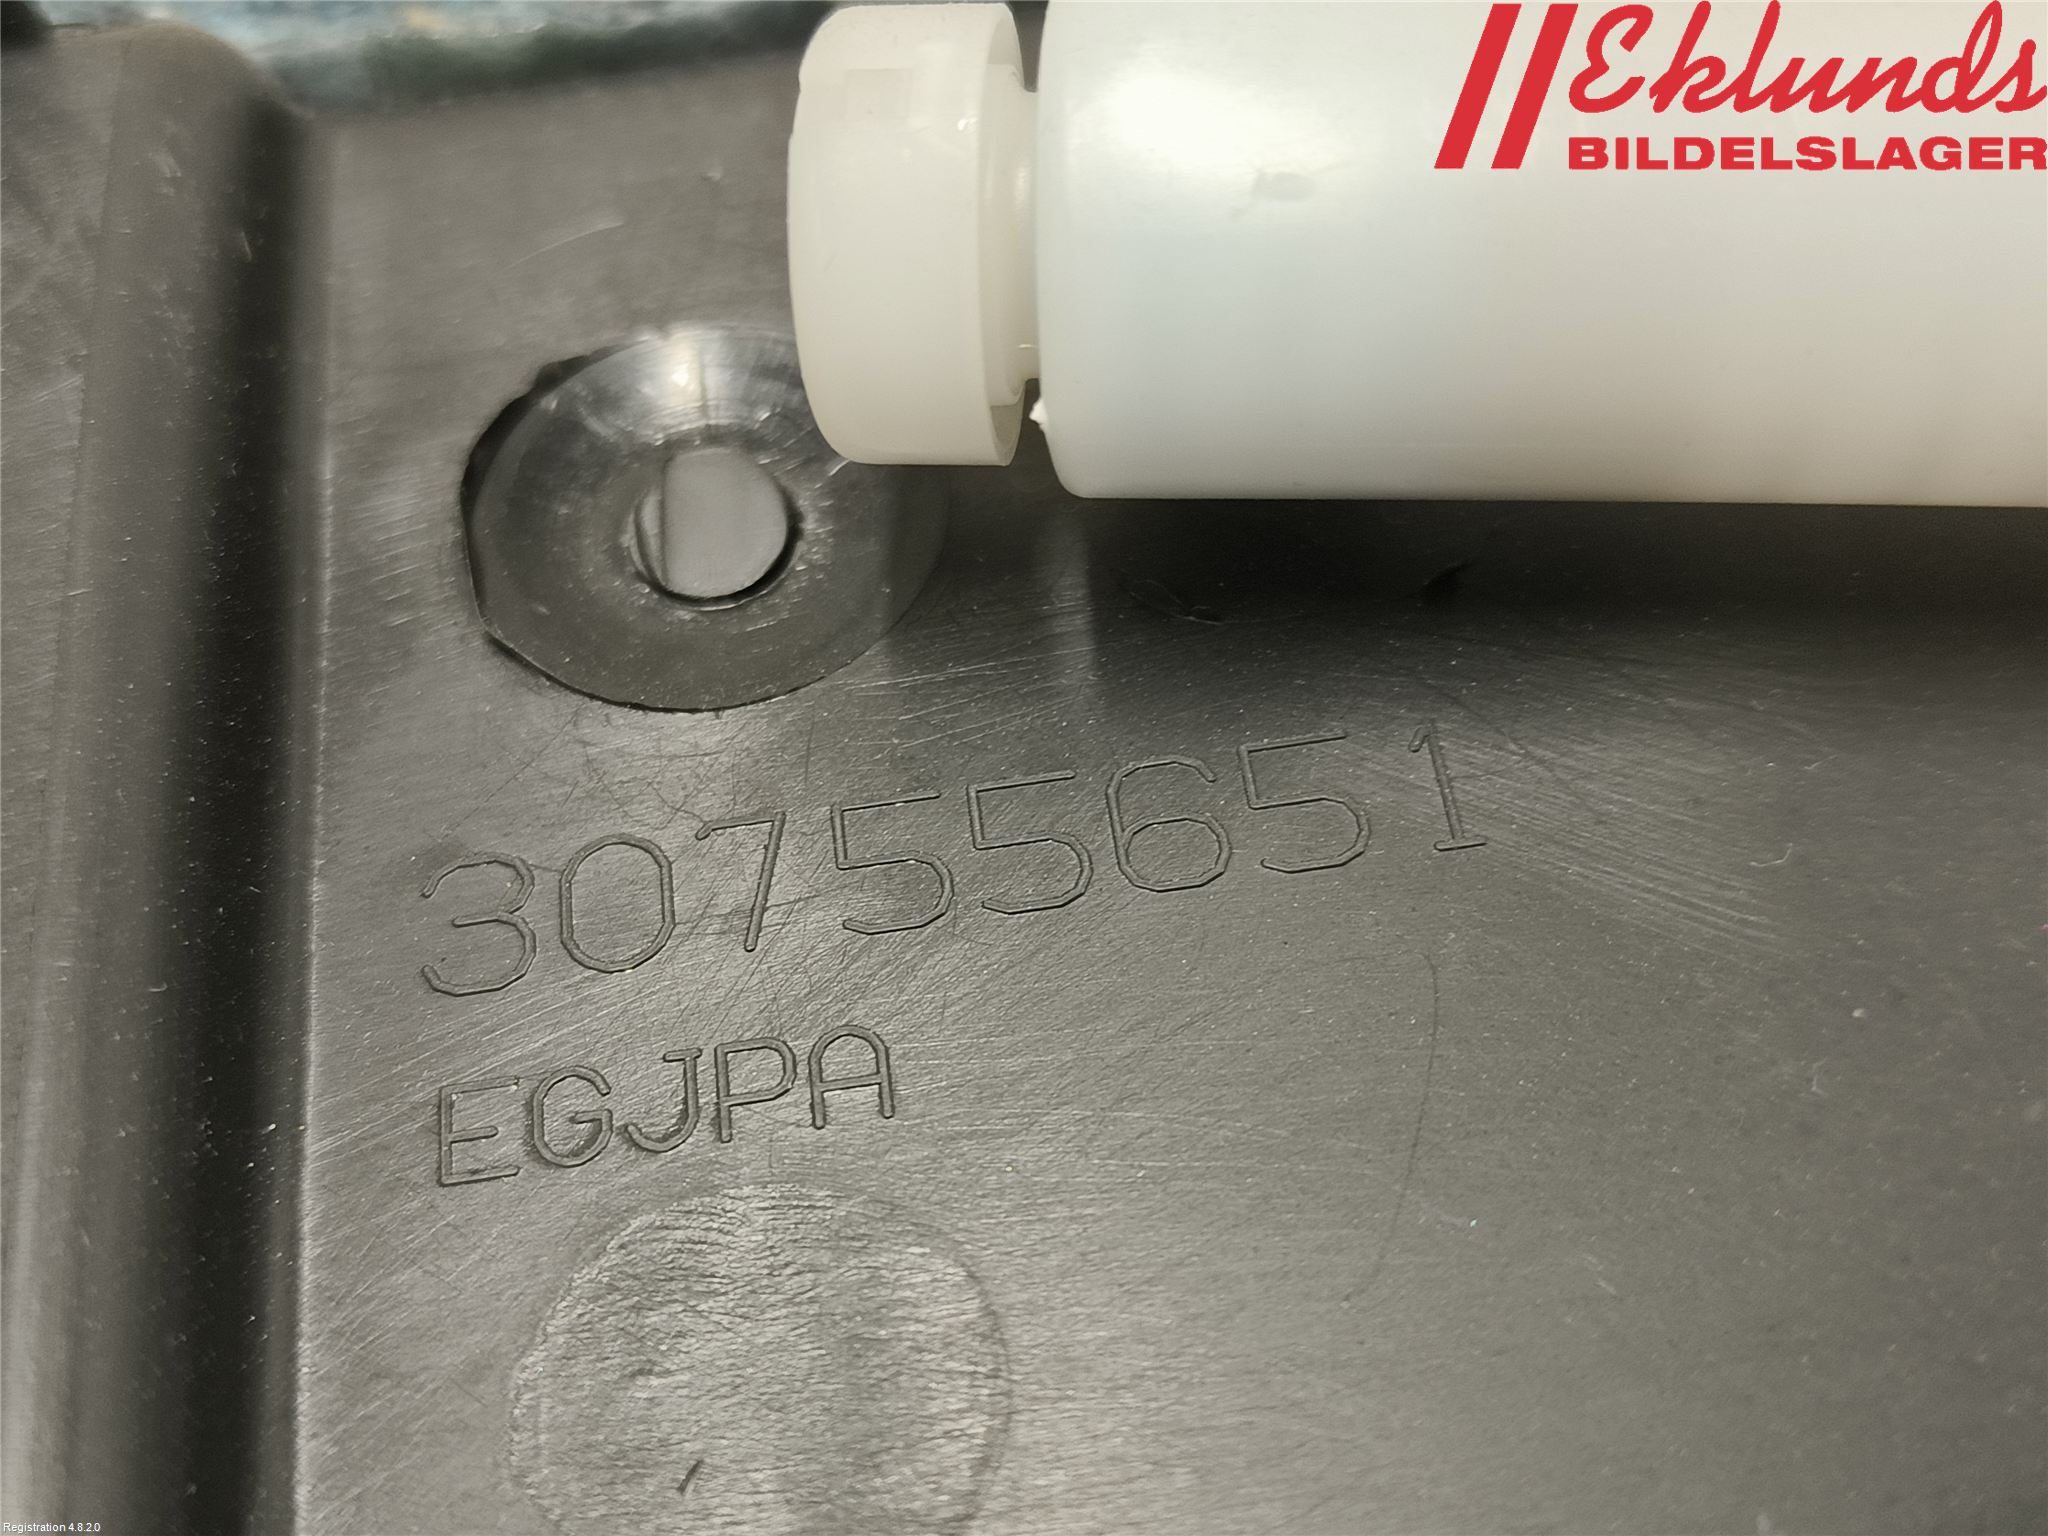 Eklunds
BILDELSLAGER
30755651
EGJPA
Registration 4.8.2.0